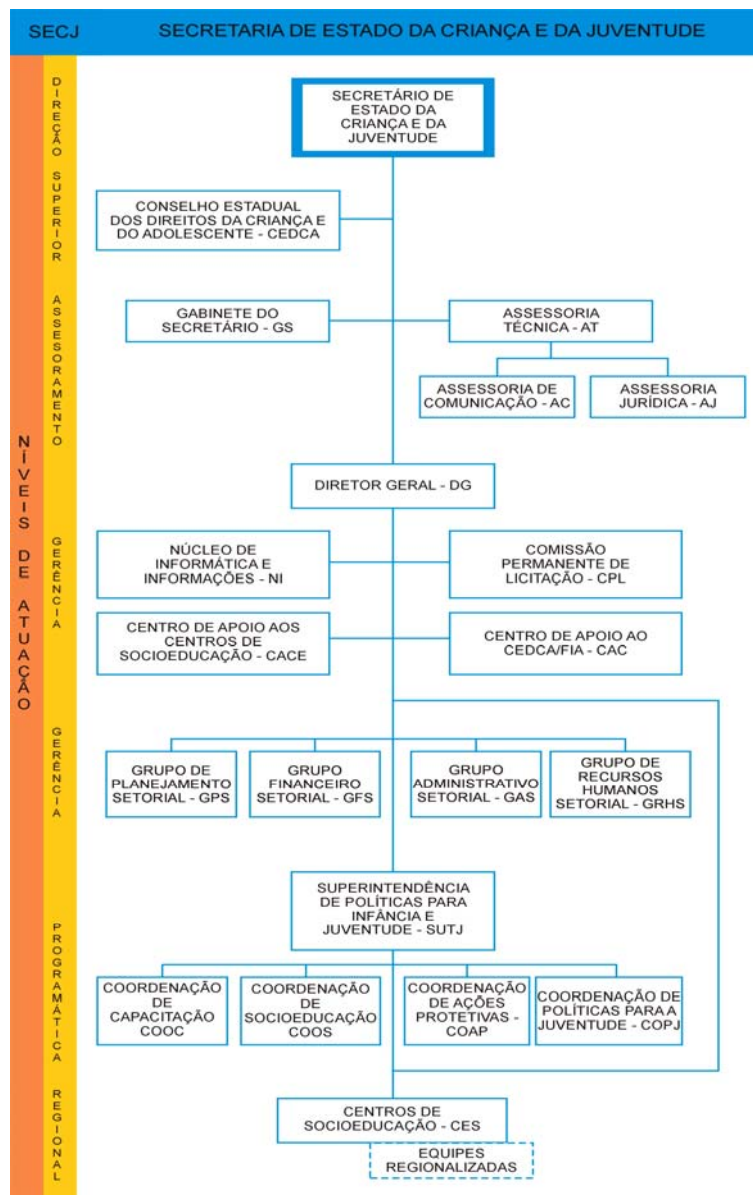 SECJ SECRETARIA DE ESTADO DA CRIANÇA E DA JUVENTUDE
NÍVEIS DE ATUAÇÃO
DIREÇÃO SUPERIOR
SECRETÁRIO DE
ESTADO DA
CRIANÇA E DA
JUVENTUDE
CONSELHO ESTADUAL
DOS DIREITOS DA CRIANÇA E
DO ADOLESCENTE - CEDCA
ASSESORAMENTO
GABINETE DO
SECRETÁRIO - GS
ASSESSORIA
TÉCNICA - AT
ASSESSORIA DE
COMUNICAÇÃO - AC
ASSESSORIA
JURÍDICA - AJ
DIRETOR GERAL - DG
GERÊNCIA
NÚCLEO DE
INFORMÁTICA E
INFORMAÇÕES - NI
COMISSÃO
PERMANENTE DE
LICITAÇÃO - CPL
CENTRO DE APOIO AOS
CENTROS DE
SOCIOEDUCAÇÃO - CACE
CENTRO DE APOIO AO
CEDCA/FIA - CAC
GERÊNCIA
GRUPO DE
PLANEJAMENTO
SETORIAL - GPS
GRUPO
FINANCEIRO
SETORIAL - GFS
GRUPO
ADMINISTRATIVO
SETORIAL - GAS
GRUPO DE
RECURSOS
HUMANOS
SETORIAL - GRHS
PROGRAMÁTICA
SUPERINTENDÊNCIA
DE POLÍTICAS PARA
INFÂNCIA E
JUVENTUDE - SUTJ
COORDENAÇÃO
DE
CAPACITAÇÃO
COOC
COORDENAÇÃO
DE
SOCIOEDUCAÇÃO
COOS
COORDENAÇÃO
DE AÇÕES
PROTETIVAS -
COAP
COORDENAÇÃO DE
POLÍTICAS PARA A
JUVENTUDE - COPJ
REGIONAL
CENTROS DE
SOCIOEDUCAÇÃO - CES
EQUIPES
REGIONALIZADAS